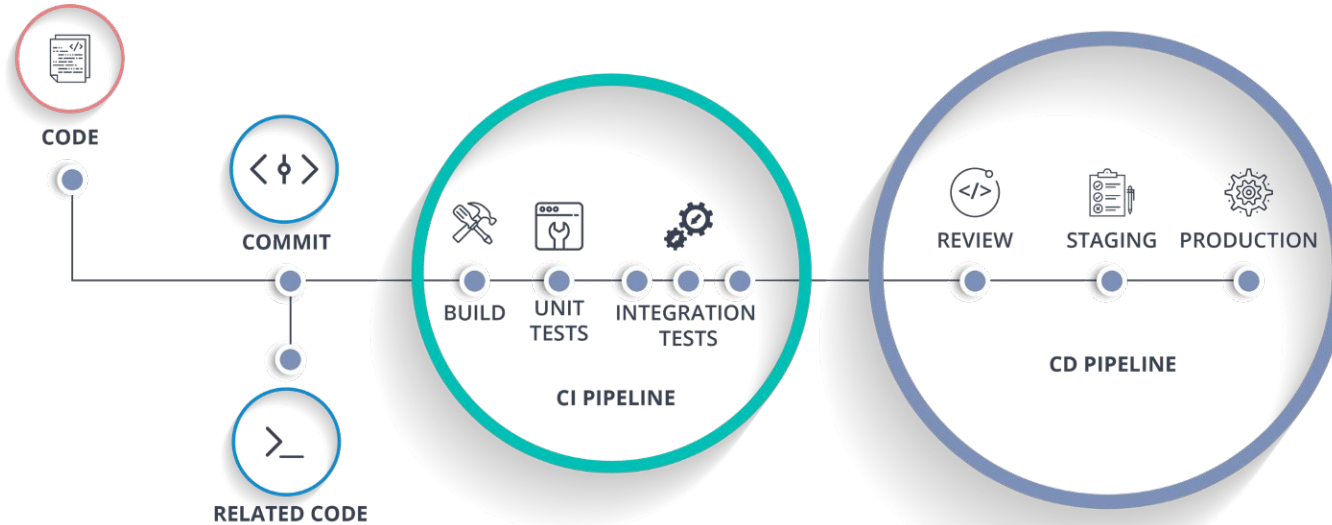 CODE
COMMIT
RELATED CODE
BUILD
UNIT
TESTS
INTEGRATION
TESTS
CI PIPELINE
REVIEW
STAGING
PRODUCTION
CD PIPELINE